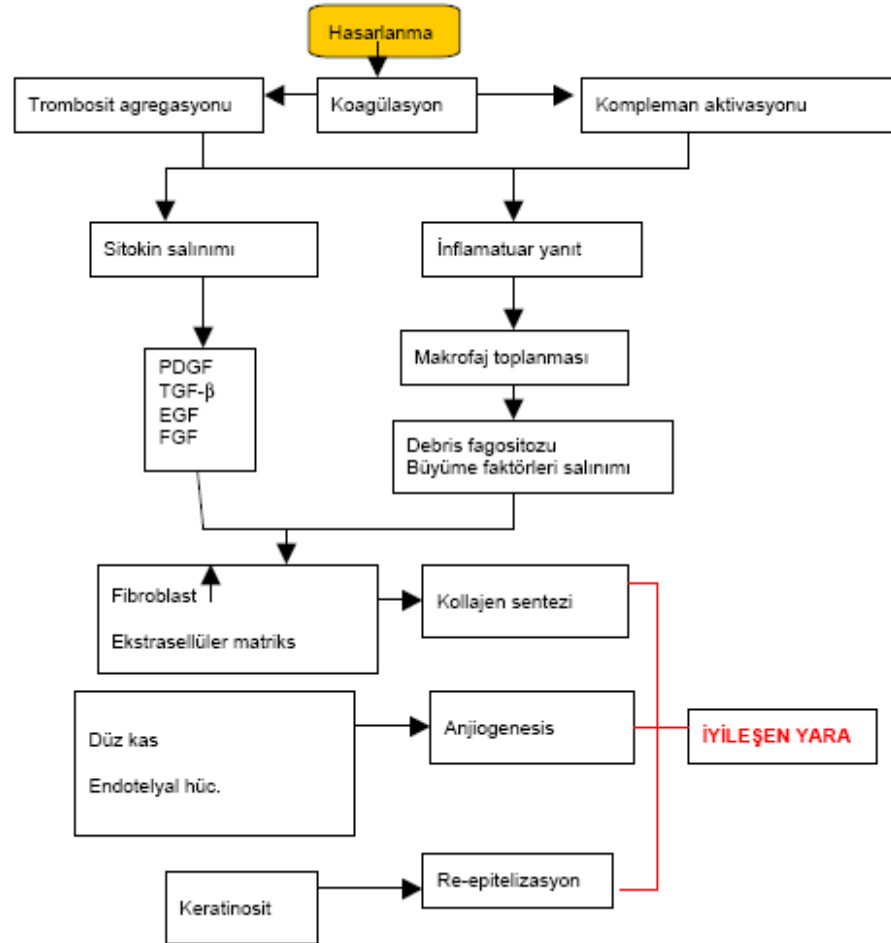 Hasarlanma
Trombosit agregasyonu
Koagülasyon
Kompleman aktivasyonu
Sitokin salınımı
İnflamatuar yanıt
PDGF
TGF-β
EGF
FGF
Makrofaj toplanması
Debris fagositozu
Büyüme faktörleri salınımı
Fibroblast
Ekstrasellüler matriks
Kollajen sentezi
Düz kas
Endotelyal hüc.
Anjiogenesis
İYİLEŞEN YARA
Keratinosit
Re-epitelizasyon